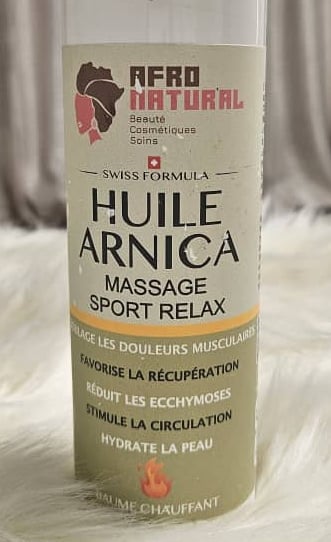 AFRO
NATURAL
Beauté
Cosmétiques
Soins
SWISS FORMULA
HUILE
ARNICA
MASSAGE
SPORT RELAX
LES DOULEURS MUSCULAIRES
FAVORISE LA RÉCUPÉRATION
RÉDUIT LES ECCHYMOSES
STIMULE LA CIRCULATION
HYDRATE LA PEAU
BAUME CHAUFFANT